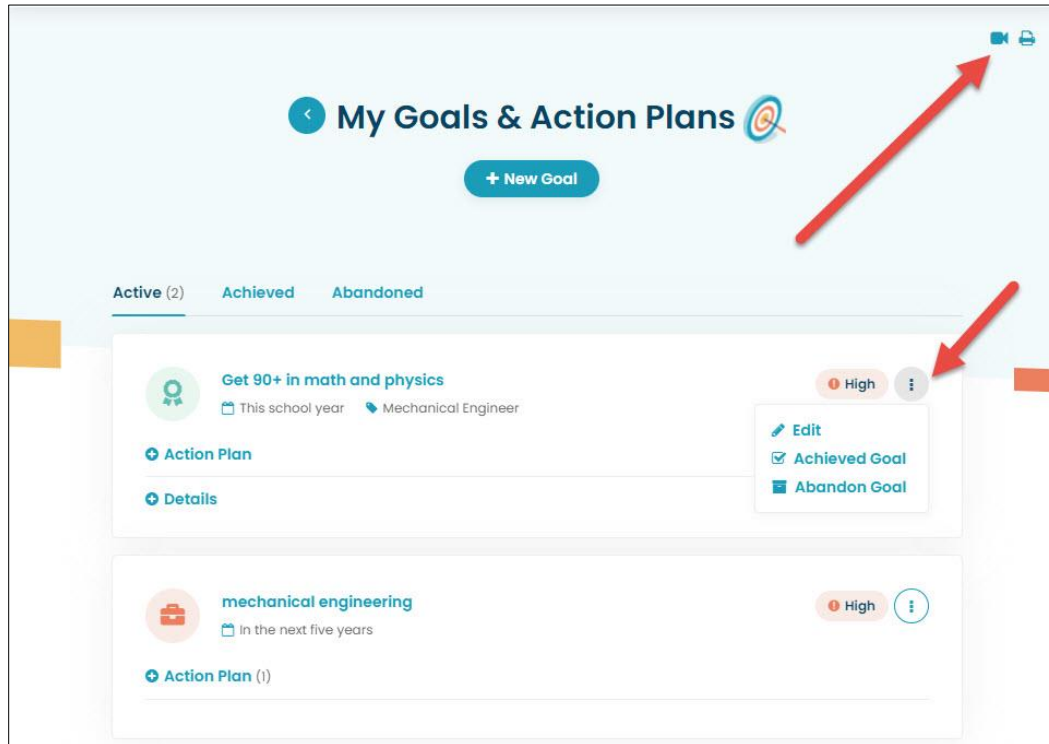 My Goals & Action Plans
+ New Goal
Active (2) Achieved Abandoned
Get 90+ in math and physics
High
This school year Mechanical Engineer
Edit
Achieved Goal
Abandon Goal
Action Plan
Details
mechanical engineering
High
In the next five years
Action Plan (1)